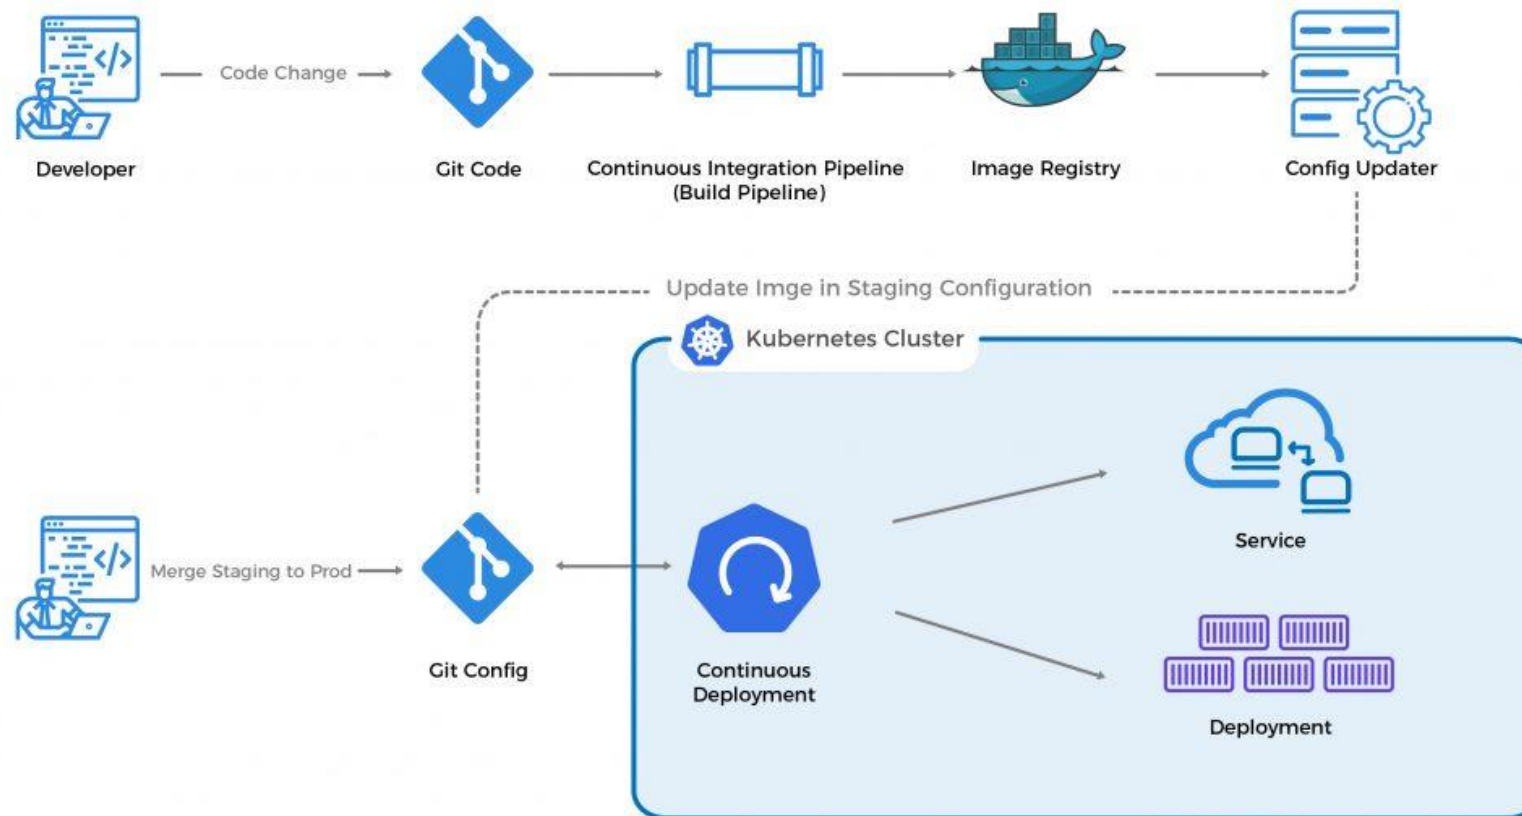 Code Change
Developer
Git Code
Continuous Integration Pipeline
(Build Pipeline)
Image Registry
Config Updater
Update Imge in Staging Configuration
Kubernetes Cluster
Service
Merge Staging to Prod
Git Config
Continuous
Deployment
Deployment